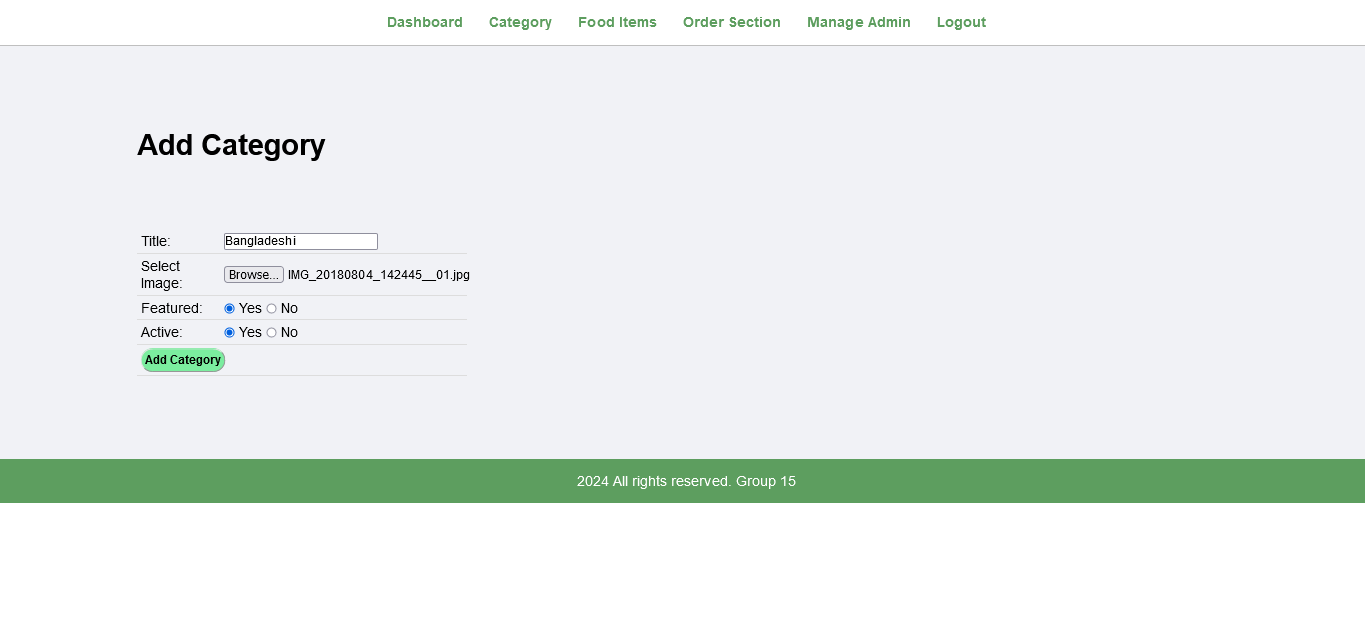 Dashboard Category Food Items Order Section Manage Admin Logout
Add Category
Title: Bangladeshi
Select Image: Browse... IMG_20180804_142445__01.jpg
Featured: Yes No
Active: Yes No
Add Category
2024 All rights reserved. Group 15